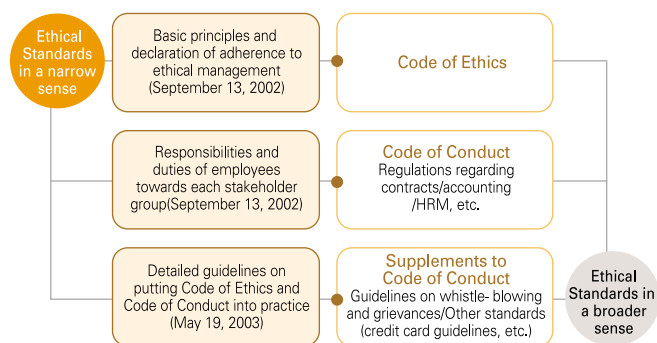 Ethical
Standards
in a narrow
sense
Basic principles and
declaration of adherence to
ethical management
(September 13, 2002)
Code of Ethics
Responsibilities and
duties of employees
towards each stakeholder
group(September 13, 2002)
Code of Conduct
Regulations regarding
contracts/accounting
/HRM, etc.
Detailed guidelines on
putting Code of Ethics and
Code of Conduct into practice
(May 19, 2003)
Supplements to
Code of Conduct
Guidelines on whistle- blowing
and grievances/Other standards
(credit card guidelines, etc.)
Ethical
Standards in a
broader
sense